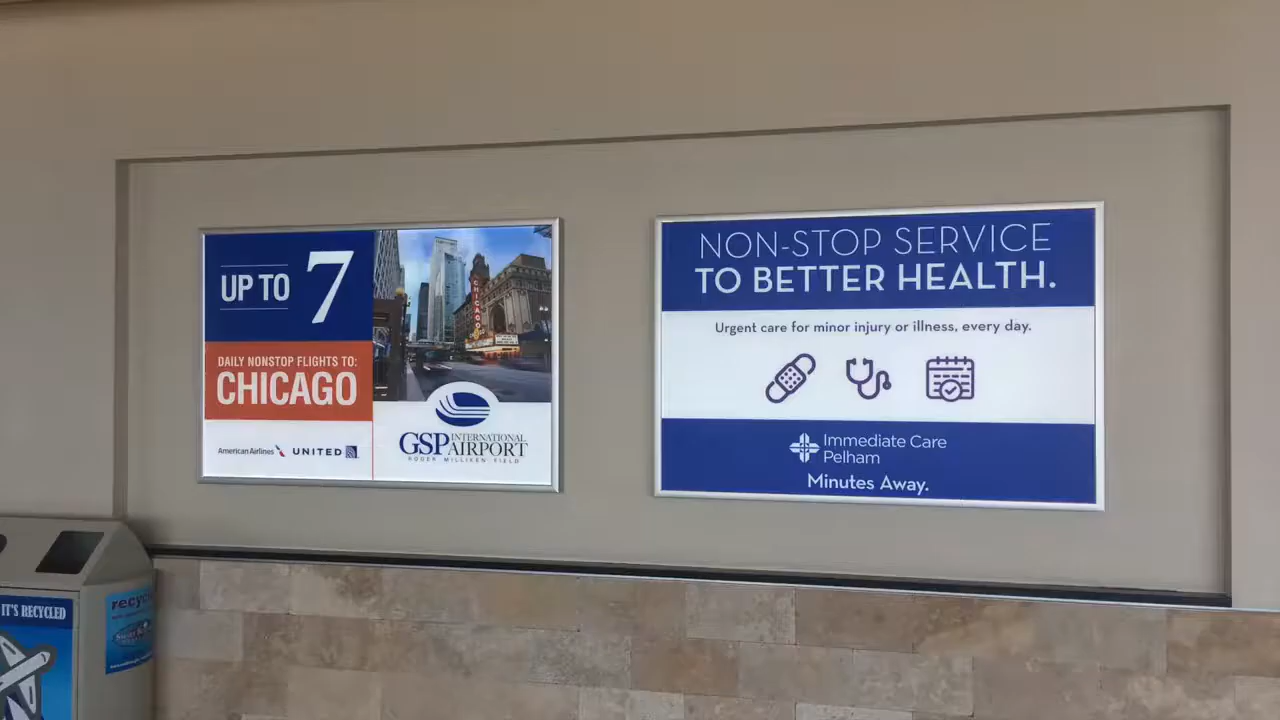 UP TO 7
DAILY NONSTOP FLIGHTS TO:
CHICAGO
American Airlines UNITED
CHICAGO
GSP INTERNATIONAL
AIRPORT
ROGER MILLIKEN FIELD
NON-STOP SERVICE
TO BETTER HEALTH.
Urgent care for minor injury or illness, every day.
Immediate Care
Pelham
Minutes Away.
IT'S RECYCLED